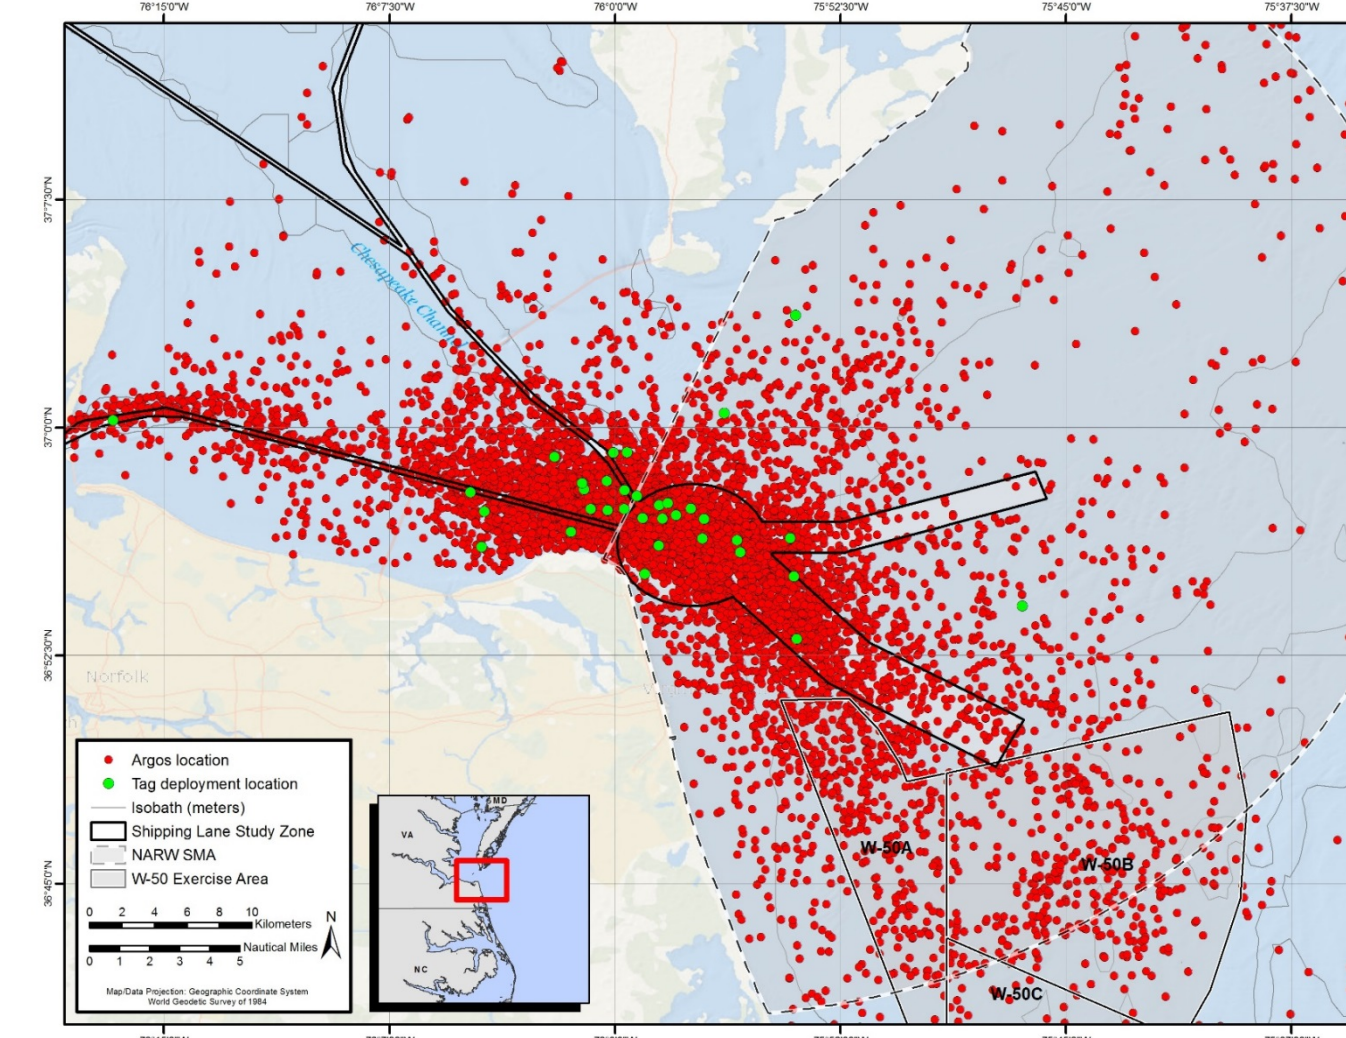 76°15'0"W 76°7'30"W 76°0'0"W 75°52'30"W 75°45'0"W 75°37'30"W
37°7'30"N
Chesapeake Channel
37°0'0"N
36°52'30"N
Norfolk
Argos location
Tag deployment location
Isobath (meters)
Shipping Lane Study Zone
NARW SMA
W-50 Exercise Area
0 2 4 6 8 10
Kilometers
N
Nautical Miles
0 1 2 3 4 5
Map/Data Projection: Geographic Coordinate System
World Geodetic Survey of 1984
MD
VA
NC
36°45'0"N
W-50A
W-50B
W-50C